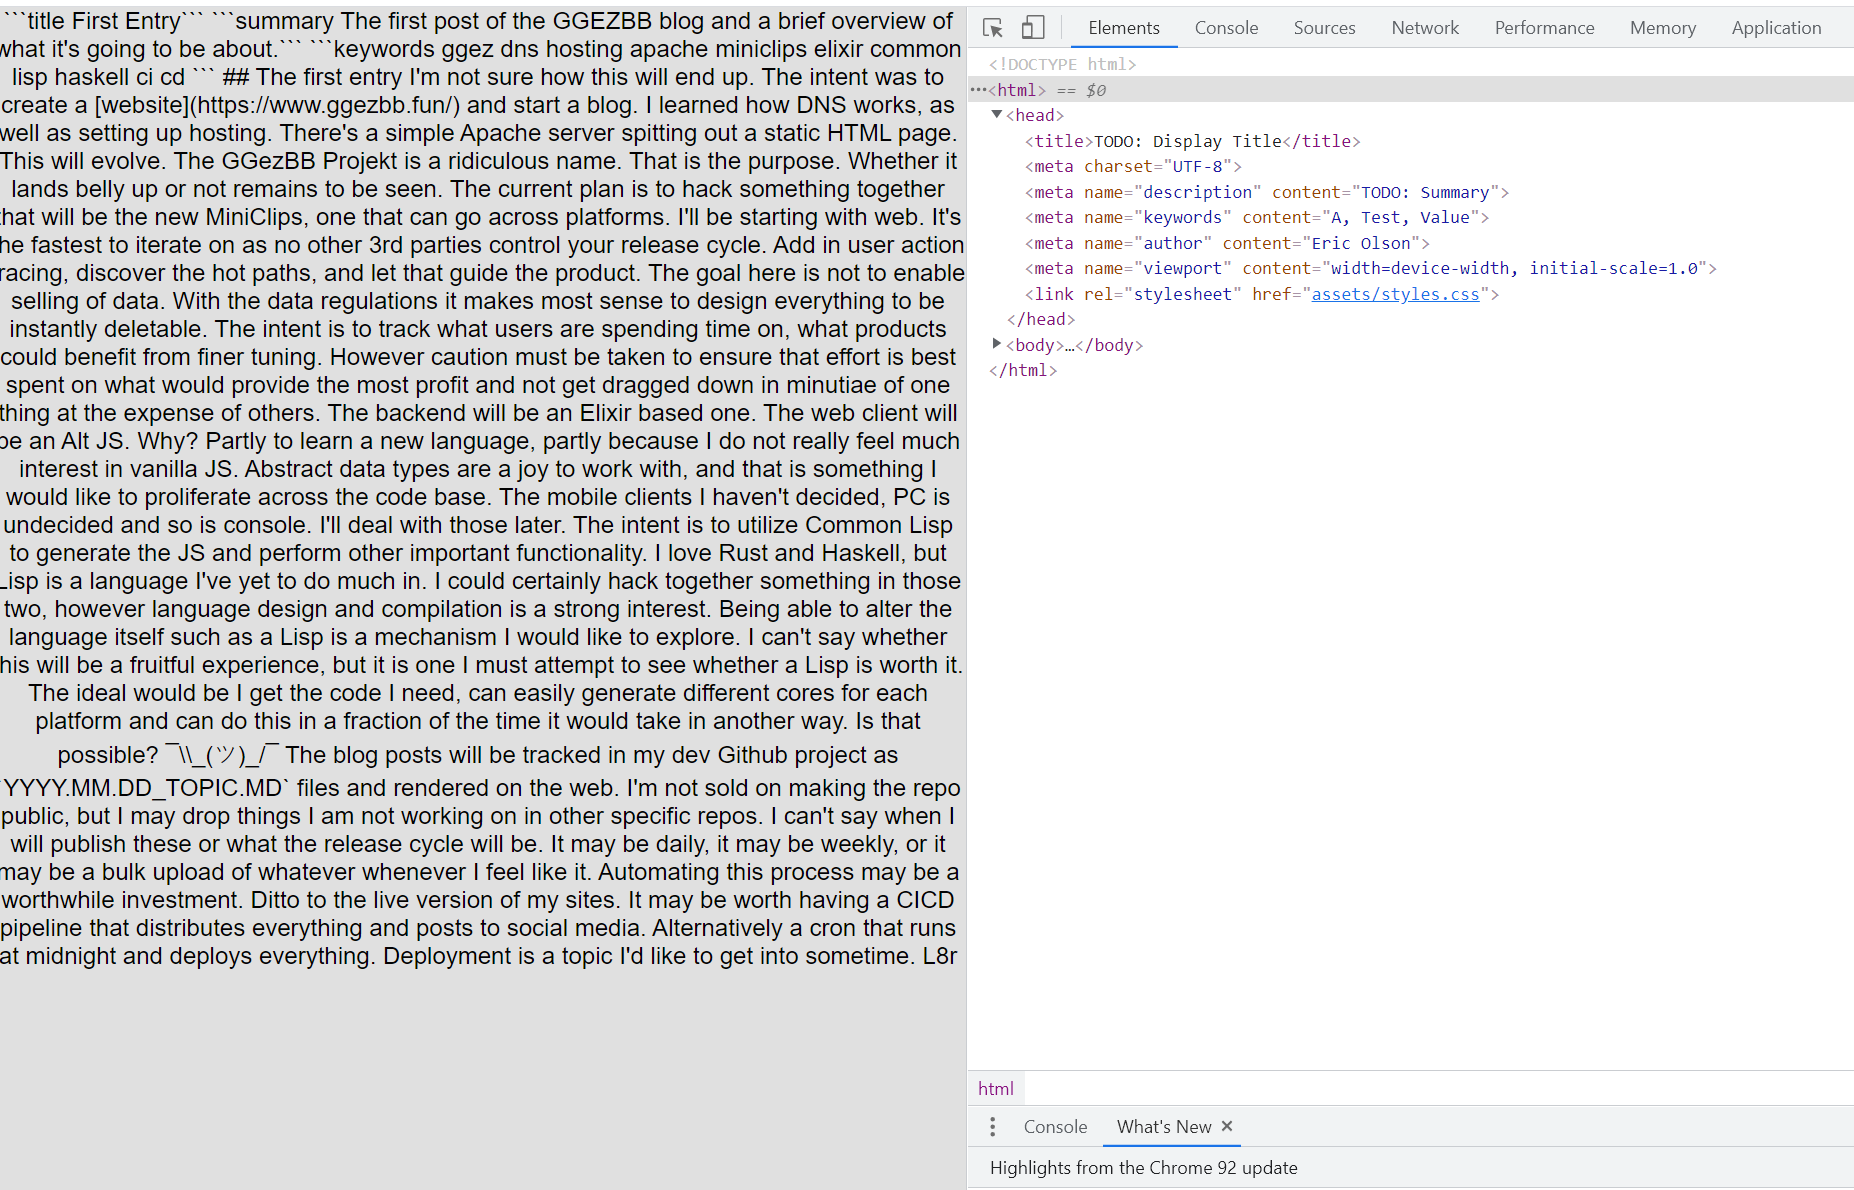 ```title First Entry``` ```summary The first post of the GGEZBB blog and a brief overview of
what it's going to be about.``` ```keywords ggez dns hosting apache miniclips elixir common
lisp haskell ci cd ``` ## The first entry I'm not sure how this will end up. The intent was to
create a [website](https://www.ggezbb.fun/) and start a blog. I learned how DNS works, as
well as setting up hosting. There's a simple Apache server spitting out a static HTML page.
This will evolve. The GGezBB Projekt is a ridiculous name. That is the purpose. Whether it
lands belly up or not remains to be seen. The current plan is to hack something together
that will be the new MiniClips, one that can go across platforms. I'll be starting with web. It's
he fastest to iterate on as no other 3rd parties control your release cycle. Add in user action
racing, discover the hot paths, and let that guide the product. The goal here is not to enable
selling of data. With the data regulations it makes most sense to design everything to be
instantly deletable. The intent is to track what users are spending time on, what products
could benefit from finer tuning. However caution must be taken to ensure that effort is best
spent on what would provide the most profit and not get dragged down in minutiae of one
thing at the expense of others. The backend will be an Elixir based one. The web client will
be an Alt JS. Why? Partly to learn a new language, partly because I do not really feel much
interest in vanilla JS. Abstract data types are a joy to work with, and that is something I
would like to proliferate across the code base. The mobile clients I haven't decided, PC is
undecided and so is console. I'll deal with those later. The intent is to utilize Common Lisp
to generate the JS and perform other important functionality. I love Rust and Haskell, but
Lisp is a language I've yet to do much in. I could certainly hack together something in those
two, however language design and compilation is a strong interest. Being able to alter the
language itself such as a Lisp is a mechanism I would like to explore. I can't say whether
his will be a fruitful experience, but it is one I must attempt to see whether a Lisp is worth it.
The ideal would be I get the code I need, can easily generate different cores for each
platform and can do this in a fraction of the time it would take in another way. Is that
possible? ¯\\_(ツ)_/¯ The blog posts will be tracked in my dev Github project as
`YYYY.MM.DD_TOPIC.MD` files and rendered on the web. I'm not sold on making the repo
public, but I may drop things I am not working on in other specific repos. I can't say when I
will publish these or what the release cycle will be. It may be daily, it may be weekly, or it
may be a bulk upload of whatever whenever I feel like it. Automating this process may be a
worthwhile investment. Ditto to the live version of my sites. It may be worth having a CICD
pipeline that distributes everything and posts to social media. Alternatively a cron that runs
at midnight and deploys everything. Deployment is a topic I'd like to get into sometime. L8r
Elements Console Sources Network Performance Memory Application
<!DOCTYPE html>
···<html> == $0
<head>
<title>TODO: Display Title</title>
<meta charset="UTF-8">
<meta name="description" content="TODO: Summary">
<meta name="keywords" content="A, Test, Value">
<meta name="author" content="Eric Olson">
<meta name="viewport" content="width=device-width, initial-scale=1.0">
<link rel="stylesheet" href="assets/styles.css">
</head>
<body>…</body>
</html>
html
Console What's New ×
Highlights from the Chrome 92 update